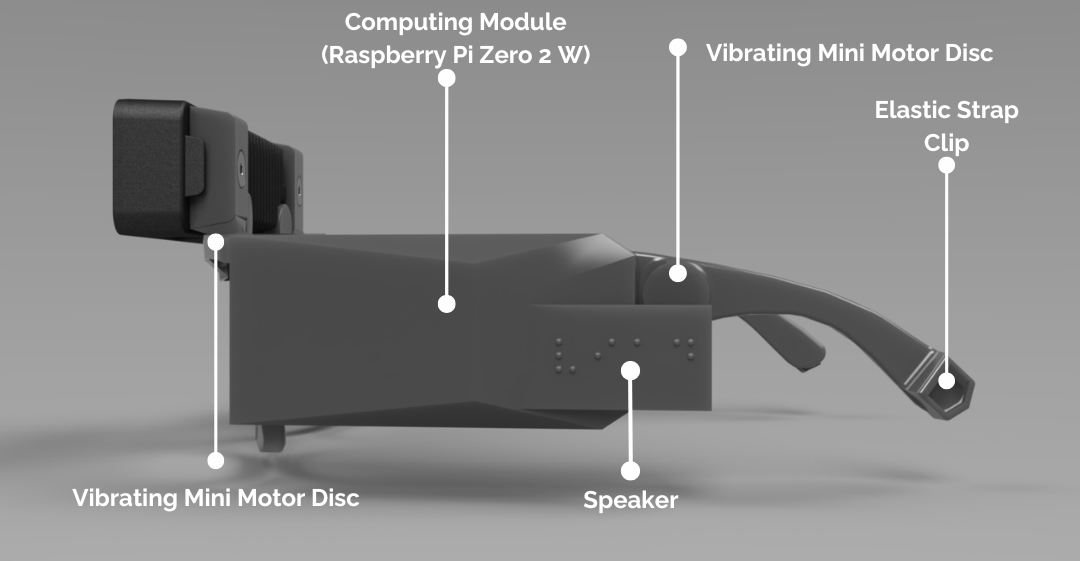 Computing Module
(Raspberry Pi Zero 2 W)
Vibrating Mini Motor Disc
Elastic Strap
Clip
⠧⠊⠁⠙
Vibrating Mini Motor Disc
Speaker